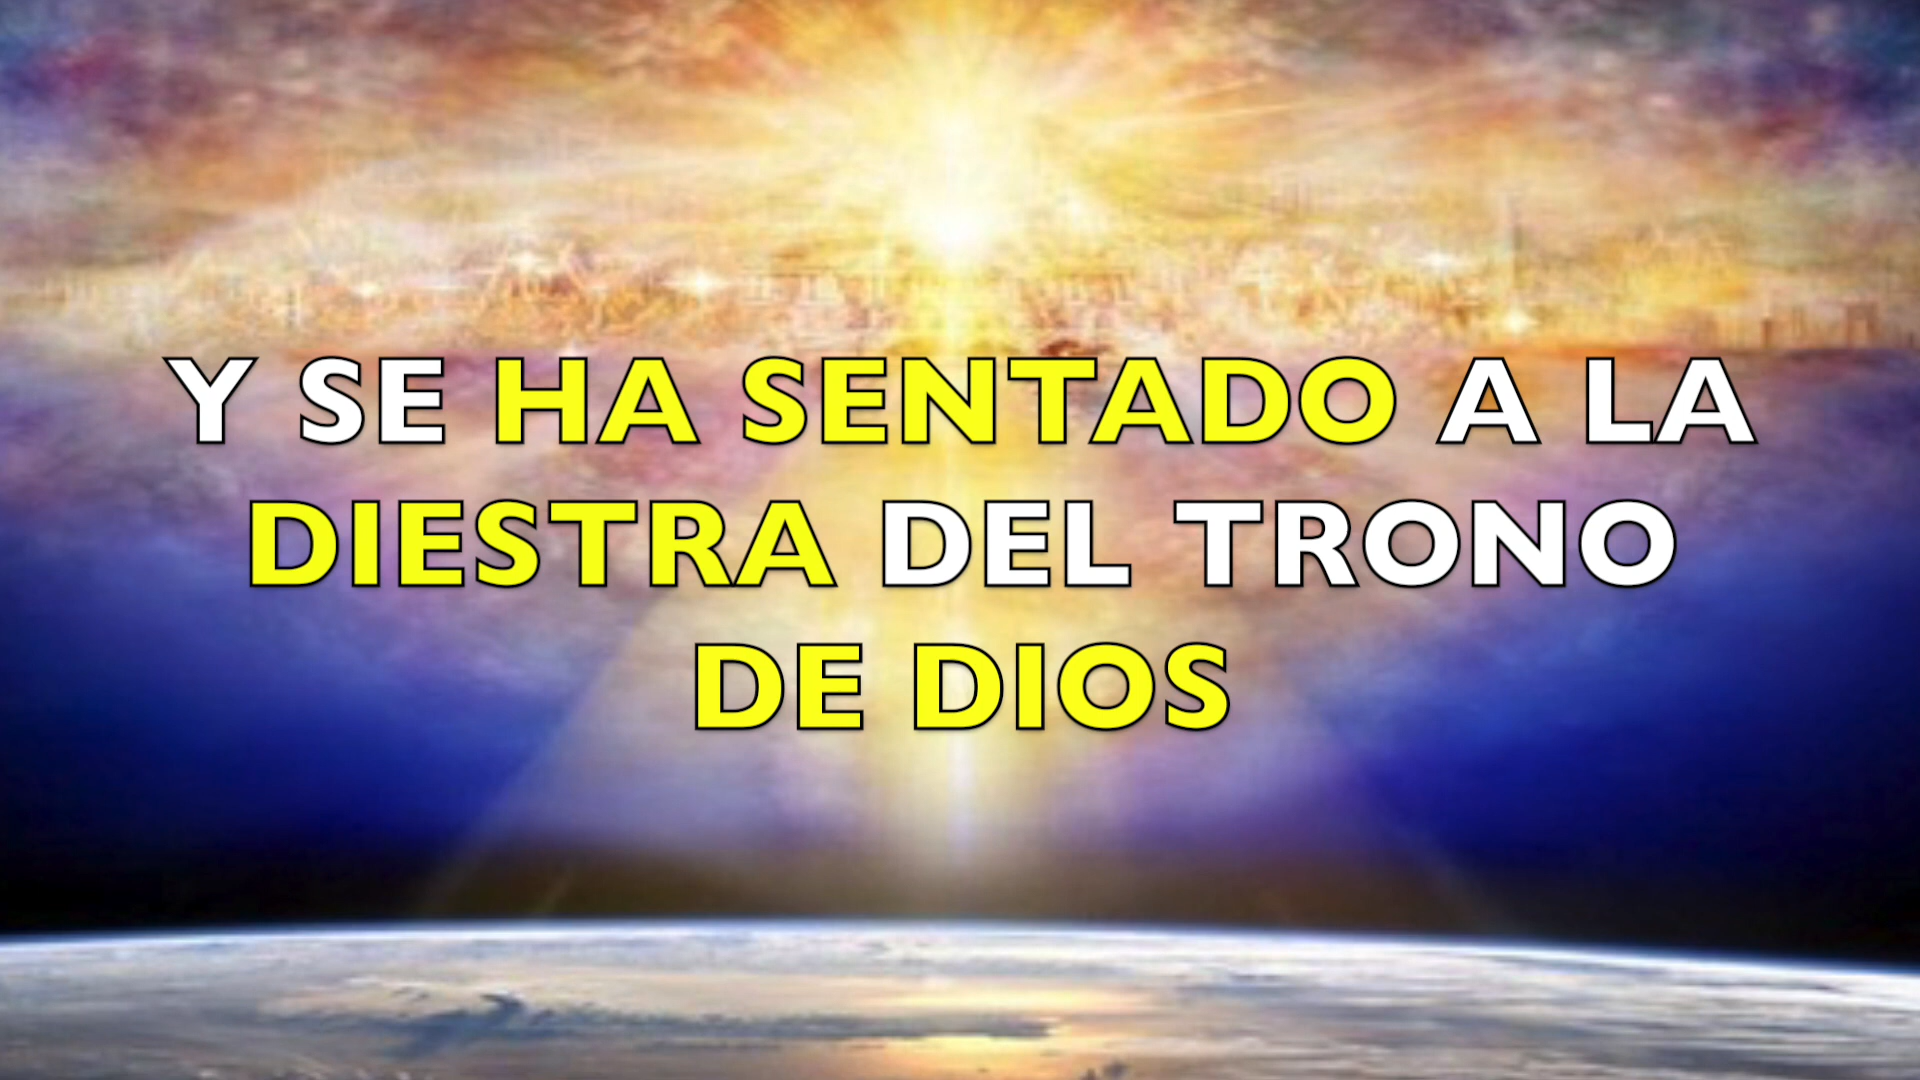 Y SE HA SENTADO A LA
DIESTRA DEL TRONO
DE DIOS